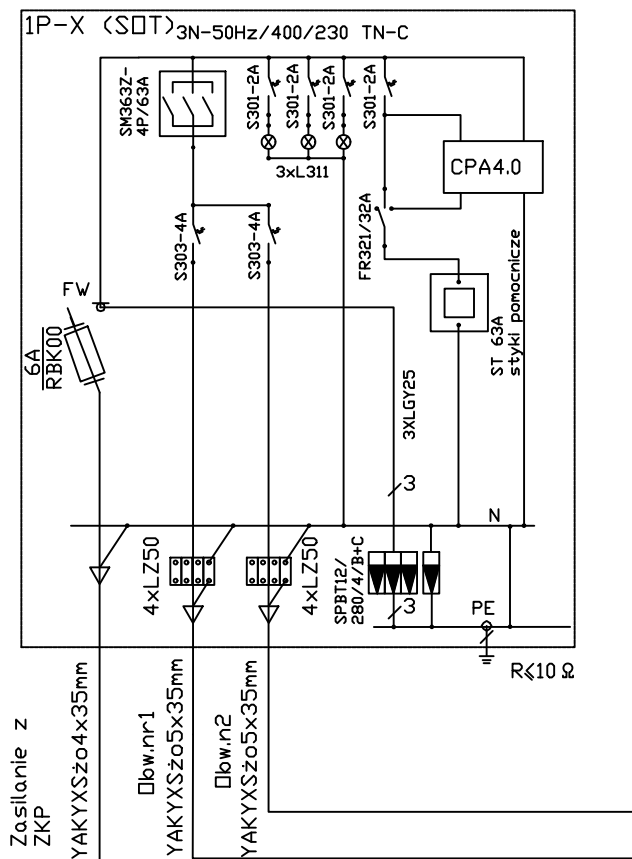 1P-X (SOT) 3N-50Hz/400/230 TN-C
SM363Z-
4P/63A
S301-2A
S301-2A
S301-2A
S301-2A
3xL311
CPA4.0
S303-4A
S303-4A
FR321/32A
FW
6A
RBK00
ST 63A
styki pomocnicze
3XLGY25
3
N
4xLZ50
4xLZ50
SPBT12/
280/4/B+C
3
PE
R⩽10 Ω
Zasilanie z
ZKP
YAKYXSżo4x35mm
Obw.nr1
YAKYXSżo5x35mm
Obw.n2
YAKYXSżo5x35mm